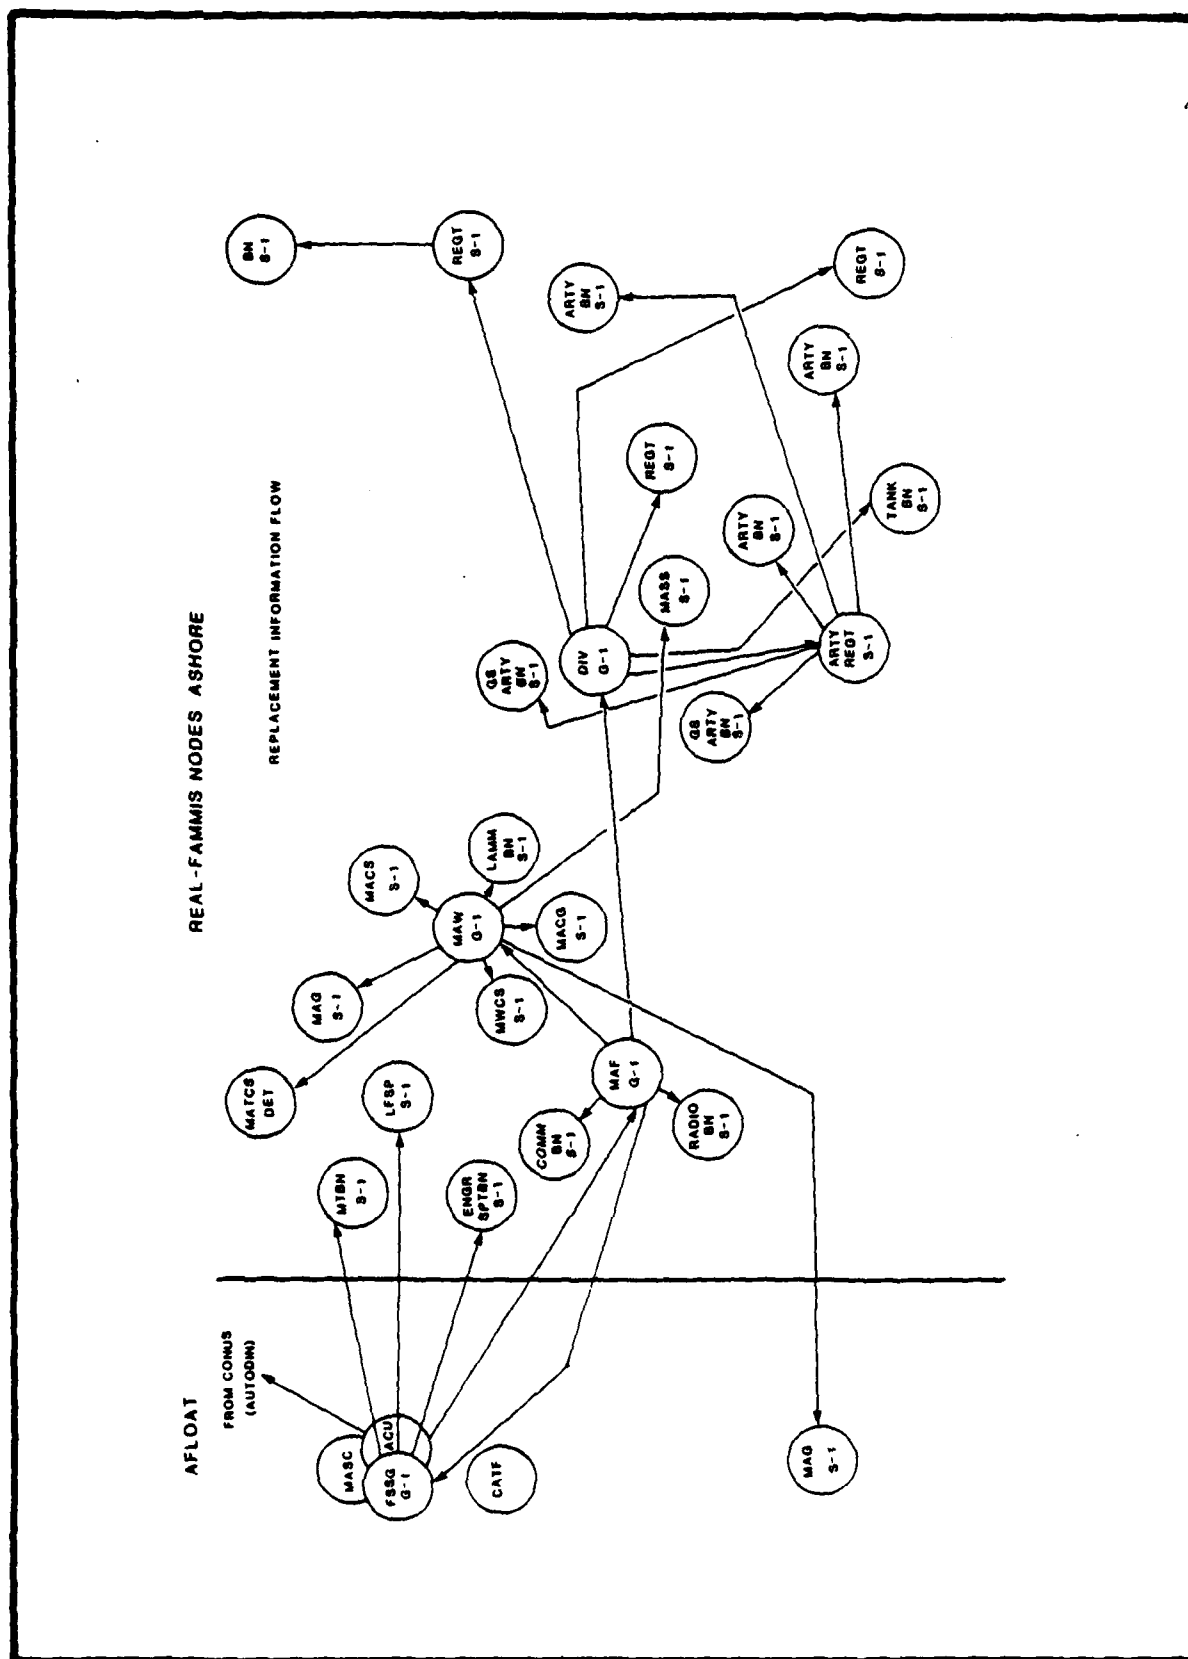 REAL-FAMMIS NODES ASHORE
REPLACEMENT INFORMATION FLOW
AFLOAT
FROM CONUS
(AUTODIN)
MASC
ACU
FSSG
G-1
CATF
MAG
S-1
MTBN
S-1
LFSP
S-1
ENGR
SPTBN
S-1
MATCS
DET
MAG
S-1
MACS
S-1
MAW
G-1
LAMM
BN
S-1
MWCS
S-1
MACG
S-1
COMM
BN
S-1
MAF
G-1
RADIO
BN
S-1
GS
ARTY
BN
S-1
DIV
G-1
MASS
S-1
GS
ARTY
BN
S-1
ARTY
REGT
S-1
REGT
S-1
ARTY
BN
S-1
TANK
BN
S-1
BN
S-1
REGT
S-1
ARTY
BN
S-1
ARTY
BN
S-1
REGT
S-1